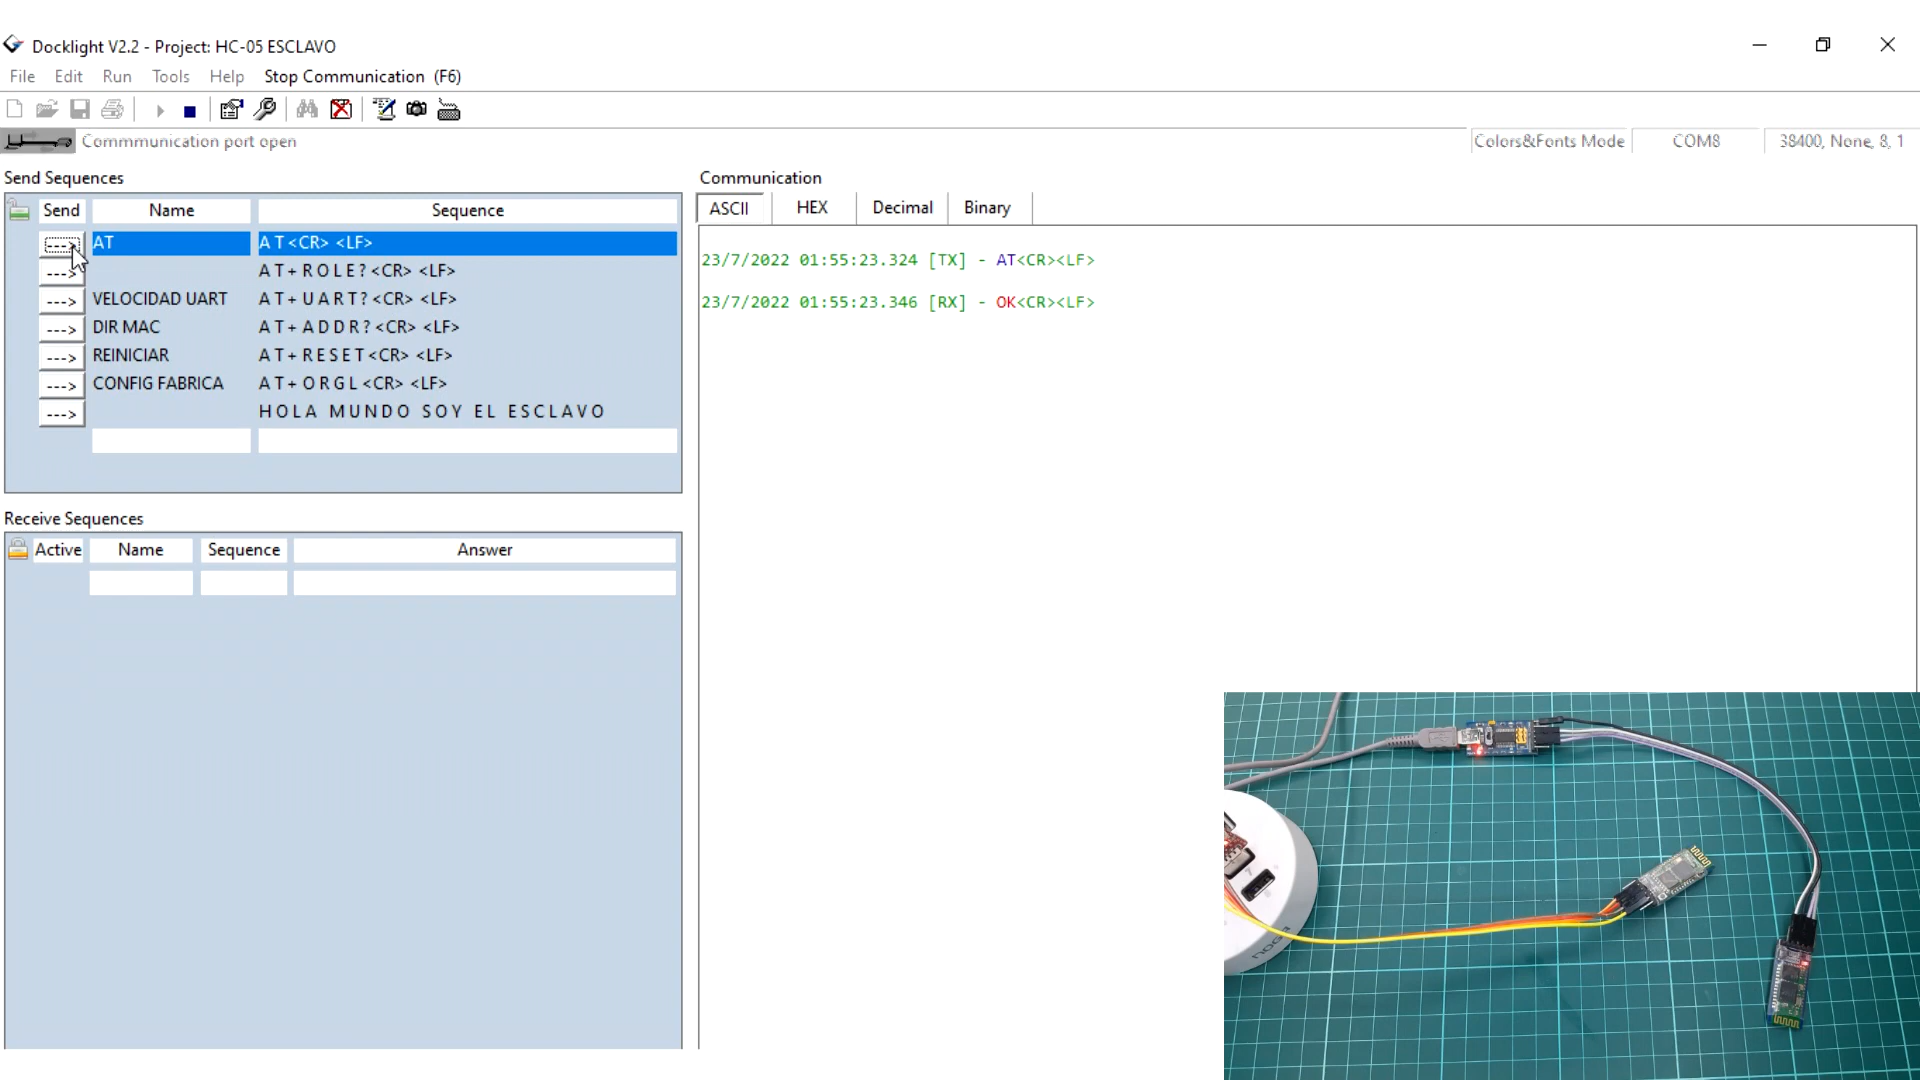 Docklight V2.2 - Project: HC-05 ESCLAVO
File Edit Run Tools Help Stop Communication (F6)
Commmunication port open Colors&Fonts Mode COM8 38400, None, 8, 1
Send Sequences
Send Name Sequence
---> AT A T <CR> <LF>
---> A T + R O L E ? <CR> <LF>
---> VELOCIDAD UART A T + U A R T ? <CR> <LF>
---> DIR MAC A T + A D D R ? <CR> <LF>
---> REINICIAR A T + R E S E T <CR> <LF>
---> CONFIG FABRICA A T + O R G L <CR> <LF>
---> H O L A M U N D O S O Y E L E S C L A V O
Receive Sequences
Active Name Sequence Answer
Communication
ASCII HEX Decimal Binary
23/7/2022 01:55:23.324 [TX] - AT<CR><LF>
23/7/2022 01:55:23.346 [RX] - OK<CR><LF>